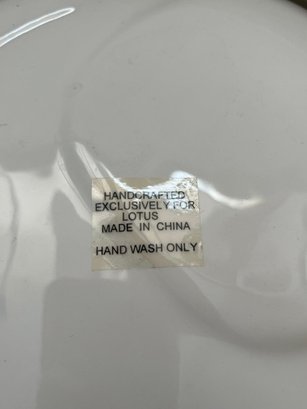 HANDCRAFTED
EXCLUSIVELY FOR
LOTUS
MADE IN CHINA
HAND WASH ONLY